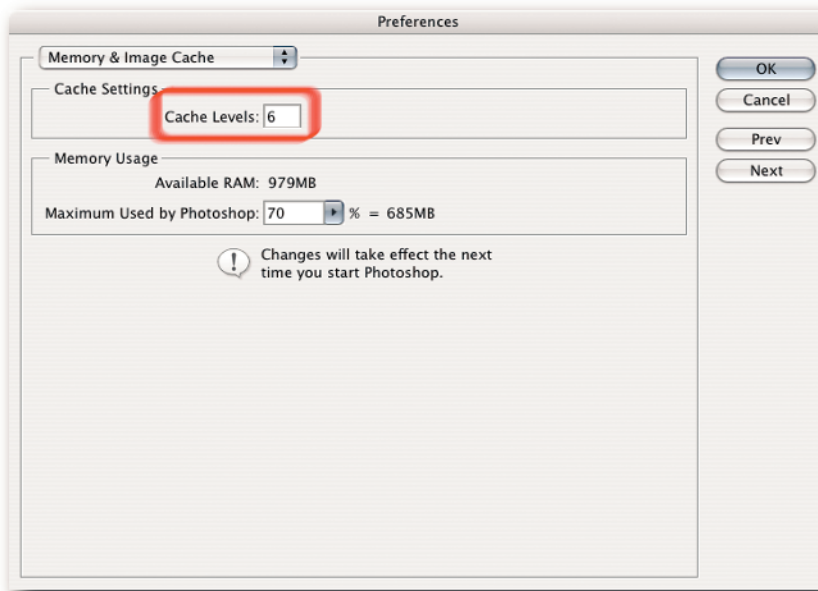 Preferences
Memory & Image Cache
Cache Settings
Cache Levels: 6
Memory Usage
Available RAM: 979MB
Maximum Used by Photoshop: 70 % = 685MB
Changes will take effect the next
time you start Photoshop.
OK
Cancel
Prev
Next